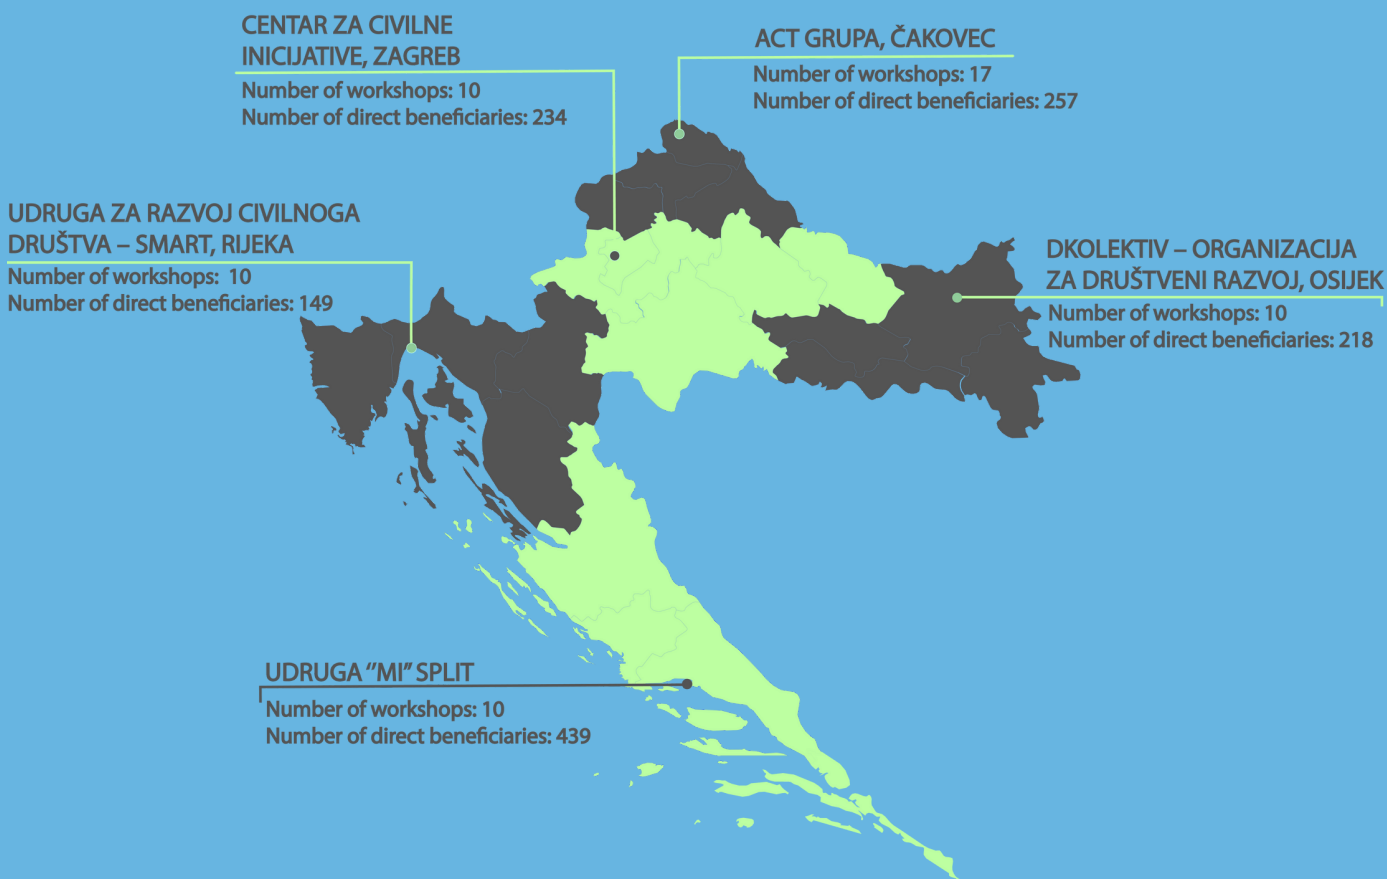 CENTAR ZA CIVILNE
INICIJATIVE, ZAGREB
Number of workshops: 10
Number of direct beneficiaries: 234
ACT GRUPA, ČAKOVEC
Number of workshops: 17
Number of direct beneficiaries: 257
UDRUGA ZA RAZVOJ CIVILNOGA
DRUŠTVA – SMART, RIJEKA
Number of workshops: 10
Number of direct beneficiaries: 149
DKOLEKTIV – ORGANIZACIJA
ZA DRUŠTVENI RAZVOJ, OSIJEK
Number of workshops: 10
Number of direct beneficiaries: 218
UDRUGA “MI” SPLIT
Number of workshops: 10
Number of direct beneficiaries: 439